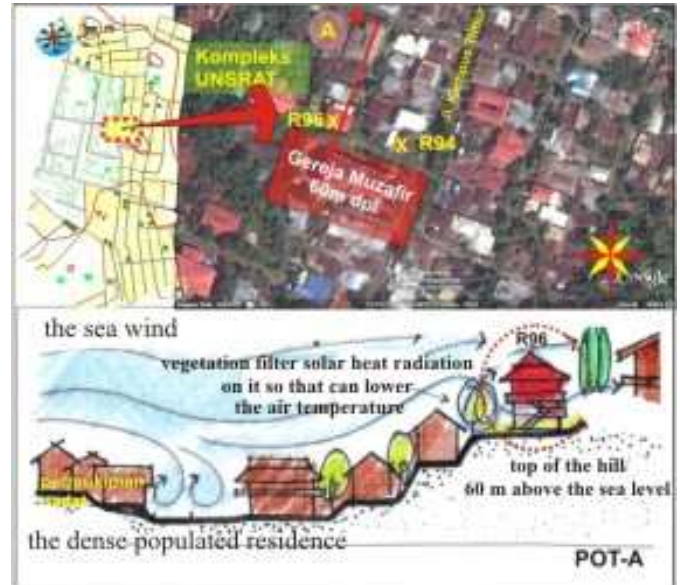 A
Kompleks
UNSRAT
R96X
X R94
Gereja Muzafir
60m dpl
Google
the sea wind
R96
vegetation filter solar heat radiation
on it so that can lower
the air temperature
top of the hill
60 m above the sea level
the dense populated residence
POT-A